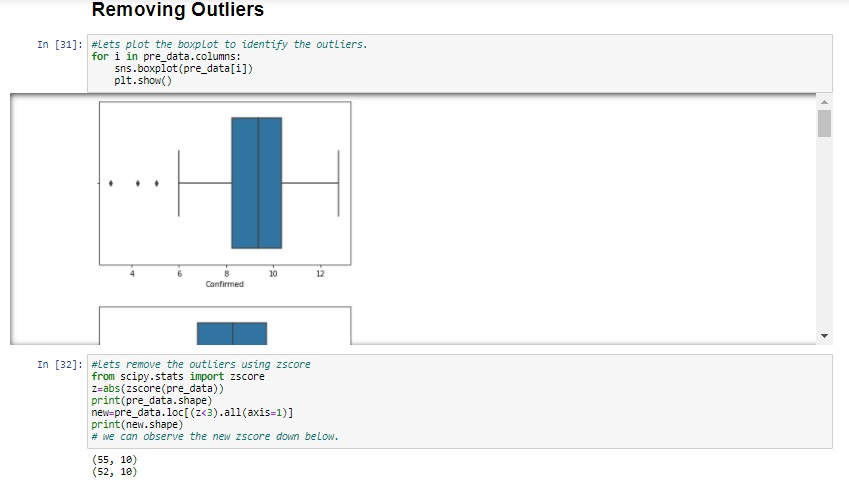 Removing Outliers
In [31]: #Lets plot the boxplot to identify the outliers.
for i in pre_data.columns:
    sns.boxplot(pre_data[i])
    plt.show()
4 6 8 10 12
Confirmed
In [32]: #Lets remove the outliers using zscore
from scipy.stats import zscore
z=abs(zscore(pre_data))
print(pre_data.shape)
new=pre_data.loc[(z<3).all(axis=1)]
print(new.shape)
# we can observe the new zscore down below.
(55, 10)
(52, 10)